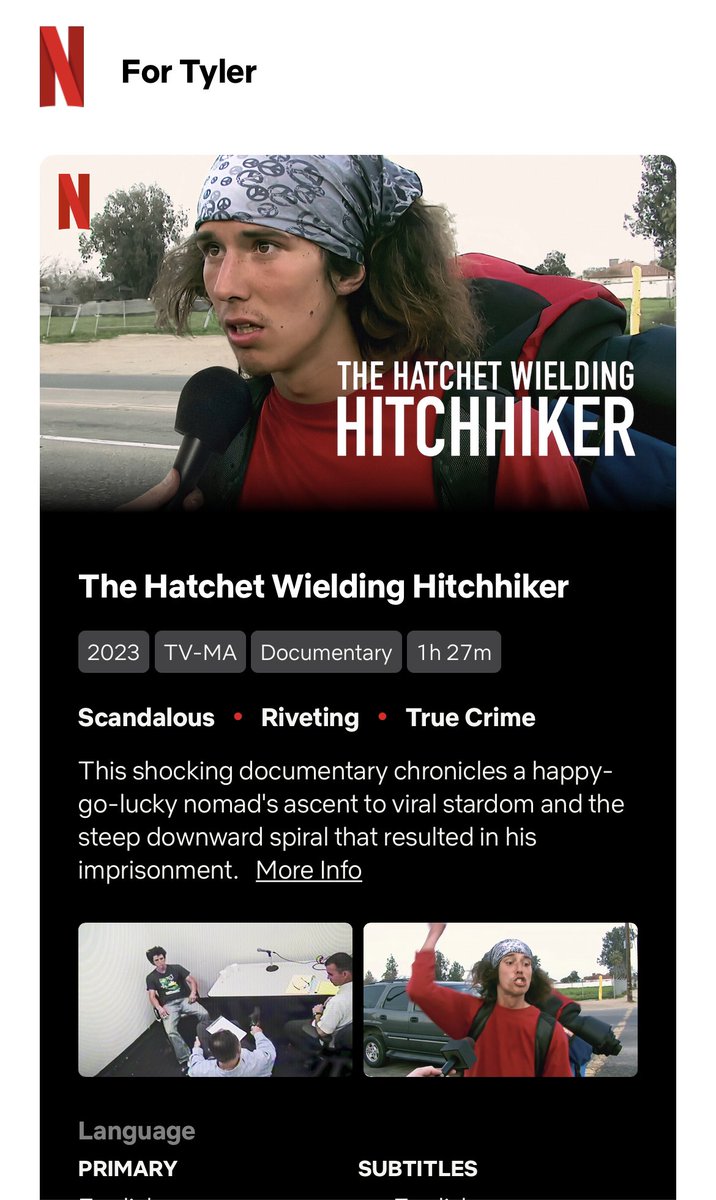 For Tyler
THE HATCHET WIELDING
HITCHHIKER
The Hatchet Wielding Hitchhiker
2023 TV-MA Documentary 1h 27m
Scandalous • Riveting • True Crime
This shocking documentary chronicles a happy-
go-lucky nomad's ascent to viral stardom and the
steep downward spiral that resulted in his
imprisonment. More Info
Language
PRIMARY SUBTITLES